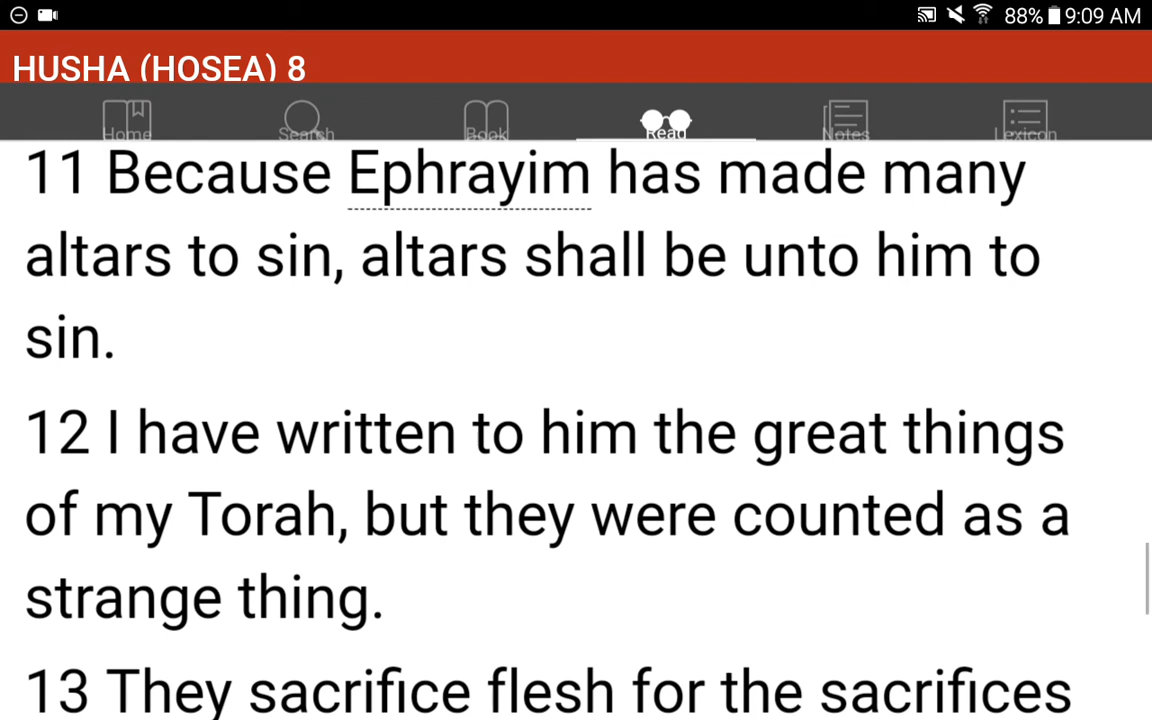 88% 9:09 AM
HUSHA (HOSEA) 8
Home Search Book Read Notes Lexicon
11 Because Ephrayim has made many
altars to sin, altars shall be unto him to
sin.
12 I have written to him the great things
of my Torah, but they were counted as a
strange thing.
13 They sacrifice flesh for the sacrifices